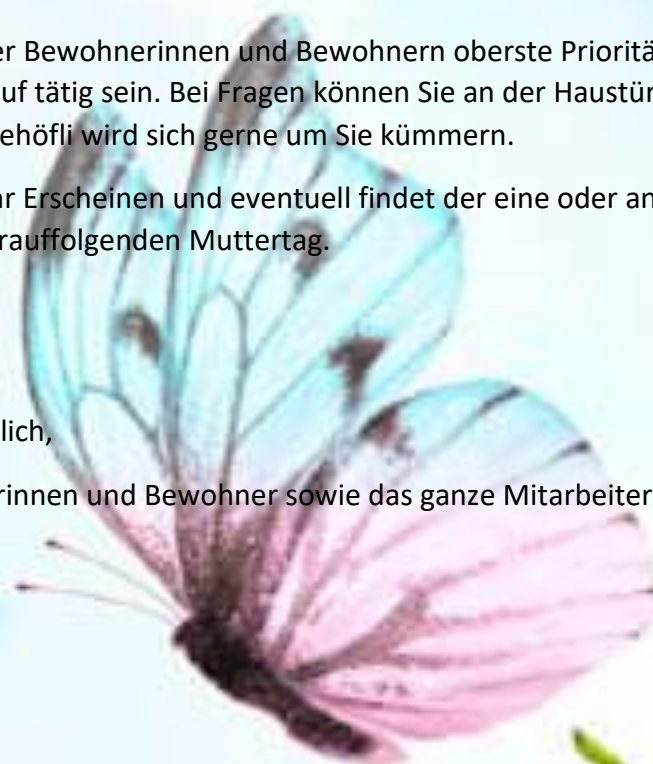 er Bewohnerinnen und Bewohnern oberste Prioritä
uf tätig sein. Bei Fragen können Sie an der Haustür
ehöfli wird sich gerne um Sie kümmern.
r Erscheinen und eventuell findet der eine oder an
rauffolgenden Muttertag.
lich,
rinnen und Bewohner sowie das ganze Mitarbeiter